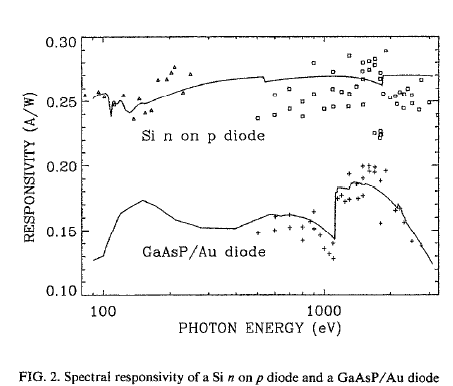 0.30
0.25
0.20
0.15
0.10
RESPONSIVITY (A/W)
Si n on p diode
GaAsP/Au diode
100
1000
PHOTON ENERGY (eV)
FIG. 2. Spectral responsivity of a Si n on p diode and a GaAsP/Au diode